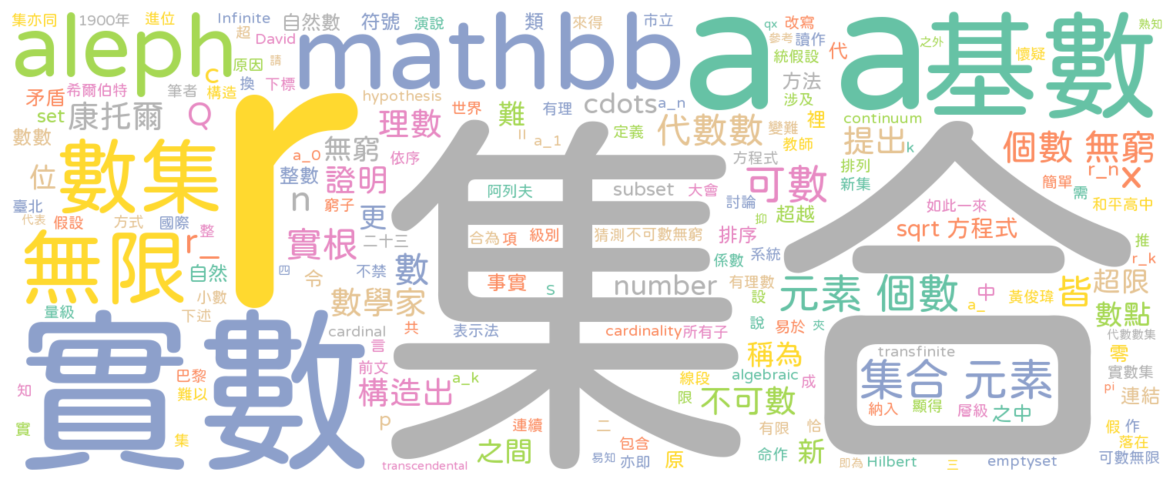 集亦同 1900年 進位 Infinite 自然數 符號 演說 類 來得 市立 qx 改寫 之外 熟知
aleph mathbb a a 基數
超 David 參考 讀作 懷疑
原因 換 代 統假設
希爾伯特 c 構造 下標 筆者 原 世界 方法
矛盾 hypothesis cdots a_n 涉及 continuum
set 康托爾 Q 理數 II 難 有理 定義 代數數 變難 裡 提出 k 個數 無窮
數數 a_1 教師
數集 r a_0 無窮 依序 方程式 排列 r_n x
位 整數 證明 可數 新集 簡單 需
臺北 n 阿列夫 subset 大會 和平高中
代表 假設 方式 國際 窮子 更 討論 超越 如此一來
無限 r_ 實根 二十三 合為 項 級別 猜測不可數無窮 排序 sqrt 方程式 推
整 自然 四 不禁 數 事實 係數 系統 抑 r_k
小數 令 s number 有理數 元素 個數 中 皆 超限
量級 下述 數學家 設 黃俊瑋 a_ 數點
實數 集合
cardinal 共 表示法 cardinality 所有子 說 易於 夾 代數數集
言 稱為 transfinite 零
巴黎 前文 線段 algebraic 成 集合 元素 實數集
知 難以 構造出 a_k 限 不可數 納入 顯得 層級 之中 pi 連結
實 p 連續 二 有限 恰 假 作
集 之間 包含 新 命作 落在
transcendental 易知 亦即 原 即為 Hilbert 三 emptyset 可數無限